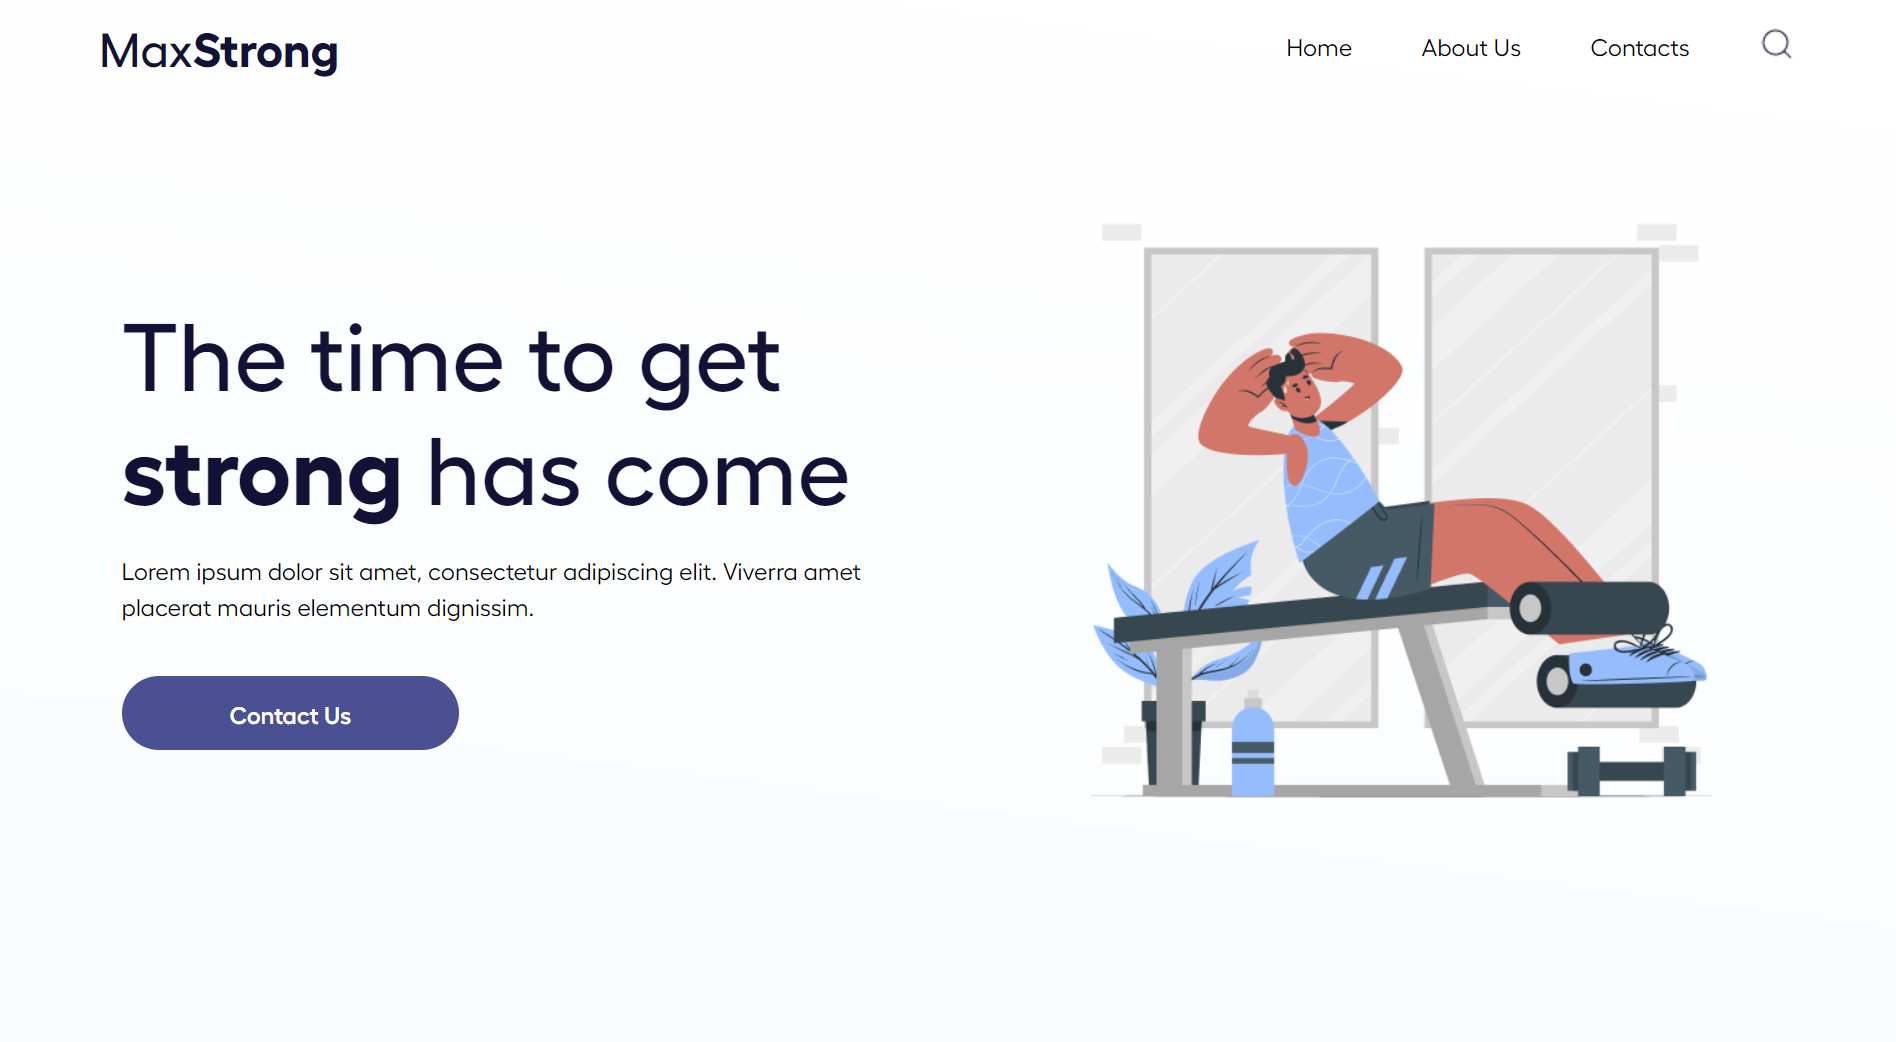 MaxStrong
Home
About Us
Contacts
The time to get
strong has come
Lorem ipsum dolor sit amet, consectetur adipiscing elit. Viverra amet
placerat mauris elementum dignissim.
Contact Us